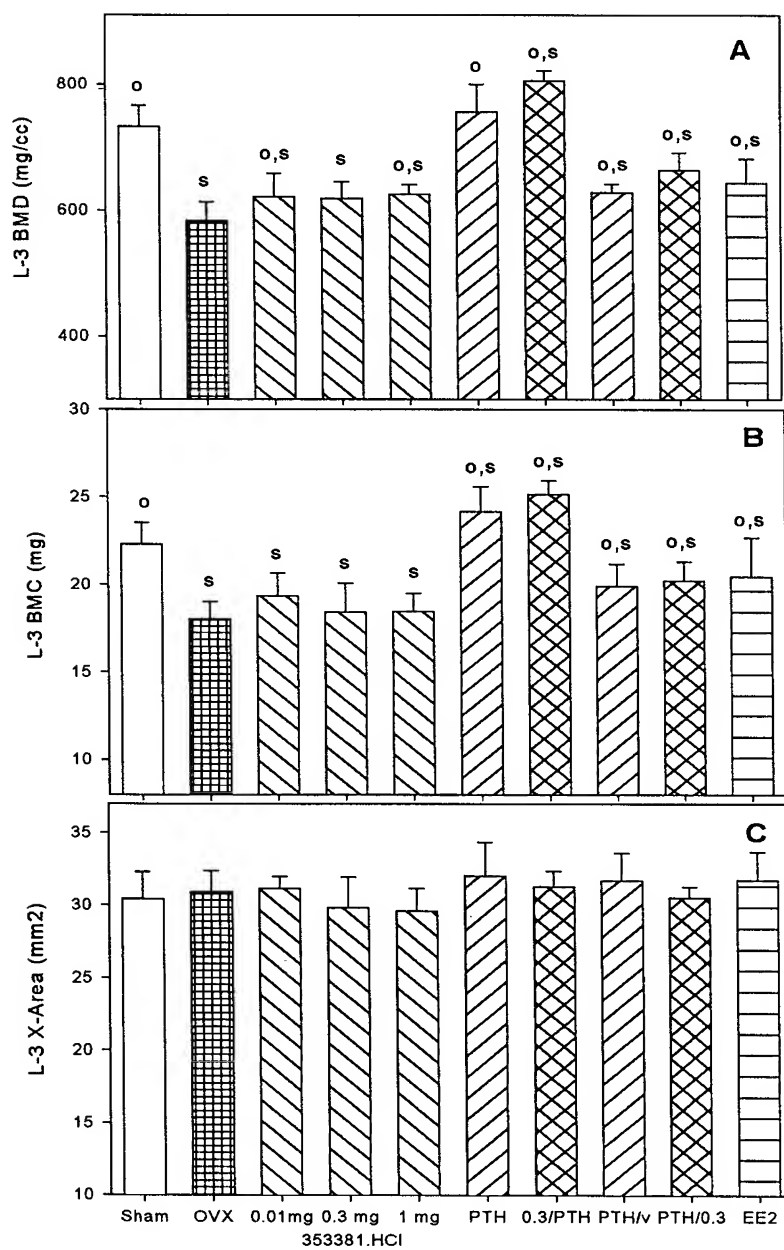 A
L-3 BMD (mg/cc)
800
600
400
o
s
o,s
s
o,s
o
o,s
o,s
o,s
o,s
B
L-3 BMC (mg)
30
25
20
15
10
o
s
s
s
s
o,s
o,s
o,s
o,s
o,s
C
L-3 X-Area (mm2)
35
30
25
20
15
10
Sham OVX 0.01mg 0.3 mg 1 mg PTH 0.3/PTH PTH/v PTH/0.3 EE2
353381.HCl